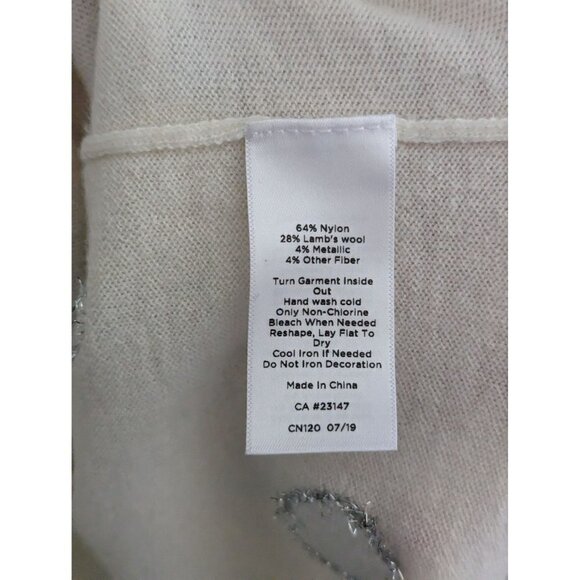 64% Nylon
28% Lamb's wool
4% Metallic
4% Other Fiber
Turn Garment Inside
Out
Hand wash cold
Only Non-Chlorine
Bleach When Needed
Reshape, Lay Flat To
Dry
Cool Iron If Needed
Do Not Iron Decoration
Made In China
CA #23147
CN120 07/19